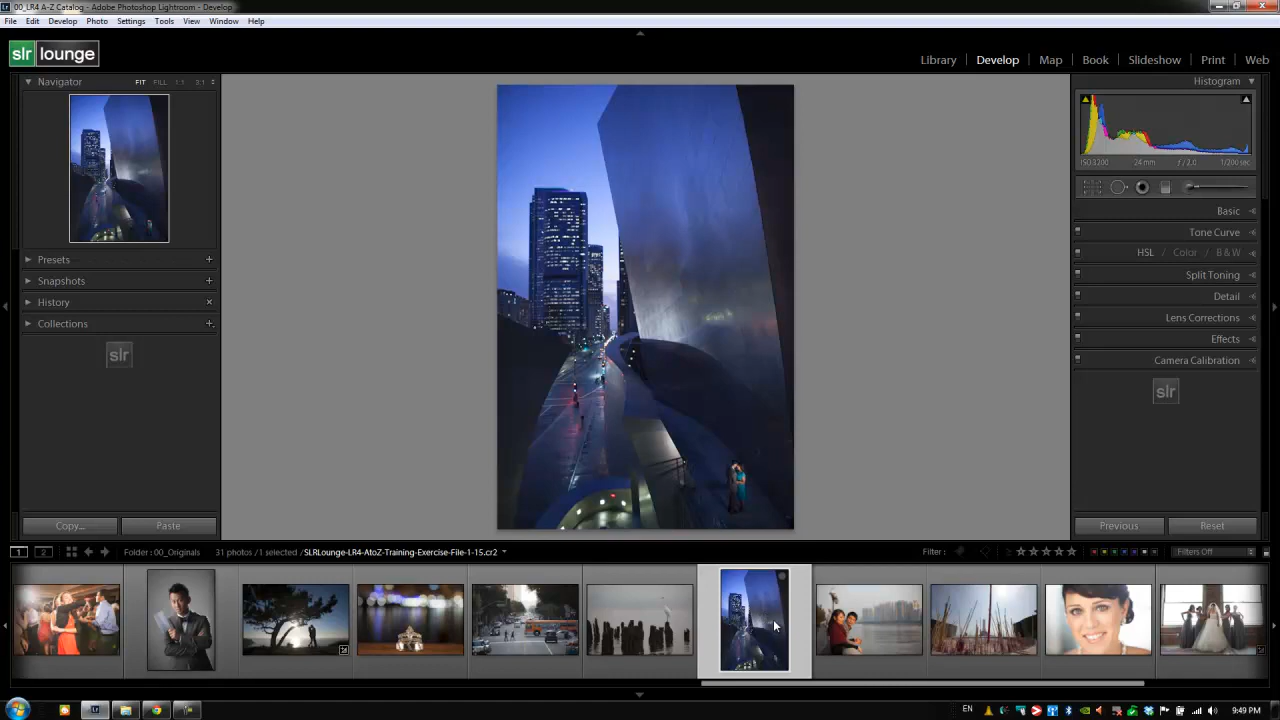 00_LR4 A-Z Catalog - Adobe Photoshop Lightroom - Develop
File Edit Develop Photo Settings Tools View Window Help
slr lounge
Library Develop Map Book Slideshow Print Web
Navigator FIT FILL 1:1 3:1
Histogram
ISO 3200 24 mm ƒ / 2.0 1/200 sec
Presets
Snapshots
History
Collections
slr
Basic
Tone Curve
HSL / Color / B & W
Split Toning
Detail
Lens Corrections
Effects
Camera Calibration
slr
Copy... Paste
Previous Reset
1 2 Folder : 00_Originals 31 photos /1 selected / SLRLounge-LR4-AtoZ-Training-Exercise-File-1-15.cr2 Filter : Filters Off
EN 9:49 PM